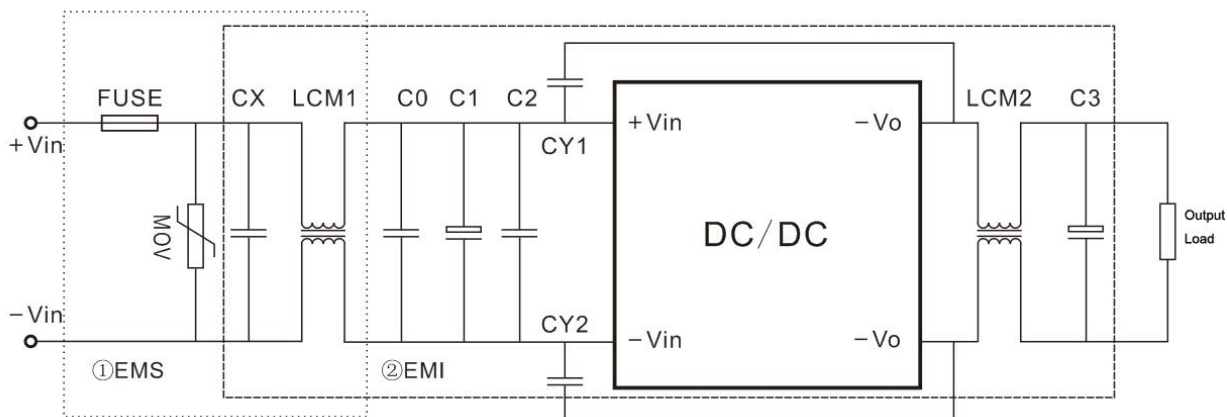 FUSE CX LCM1 C0 C1 C2 LCM2 C3
+Vin
CY1
+Vin −Vo
MOV
DC/DC
Output
Load
−Vin
CY2
−Vin −Vo
①EMS ②EMI